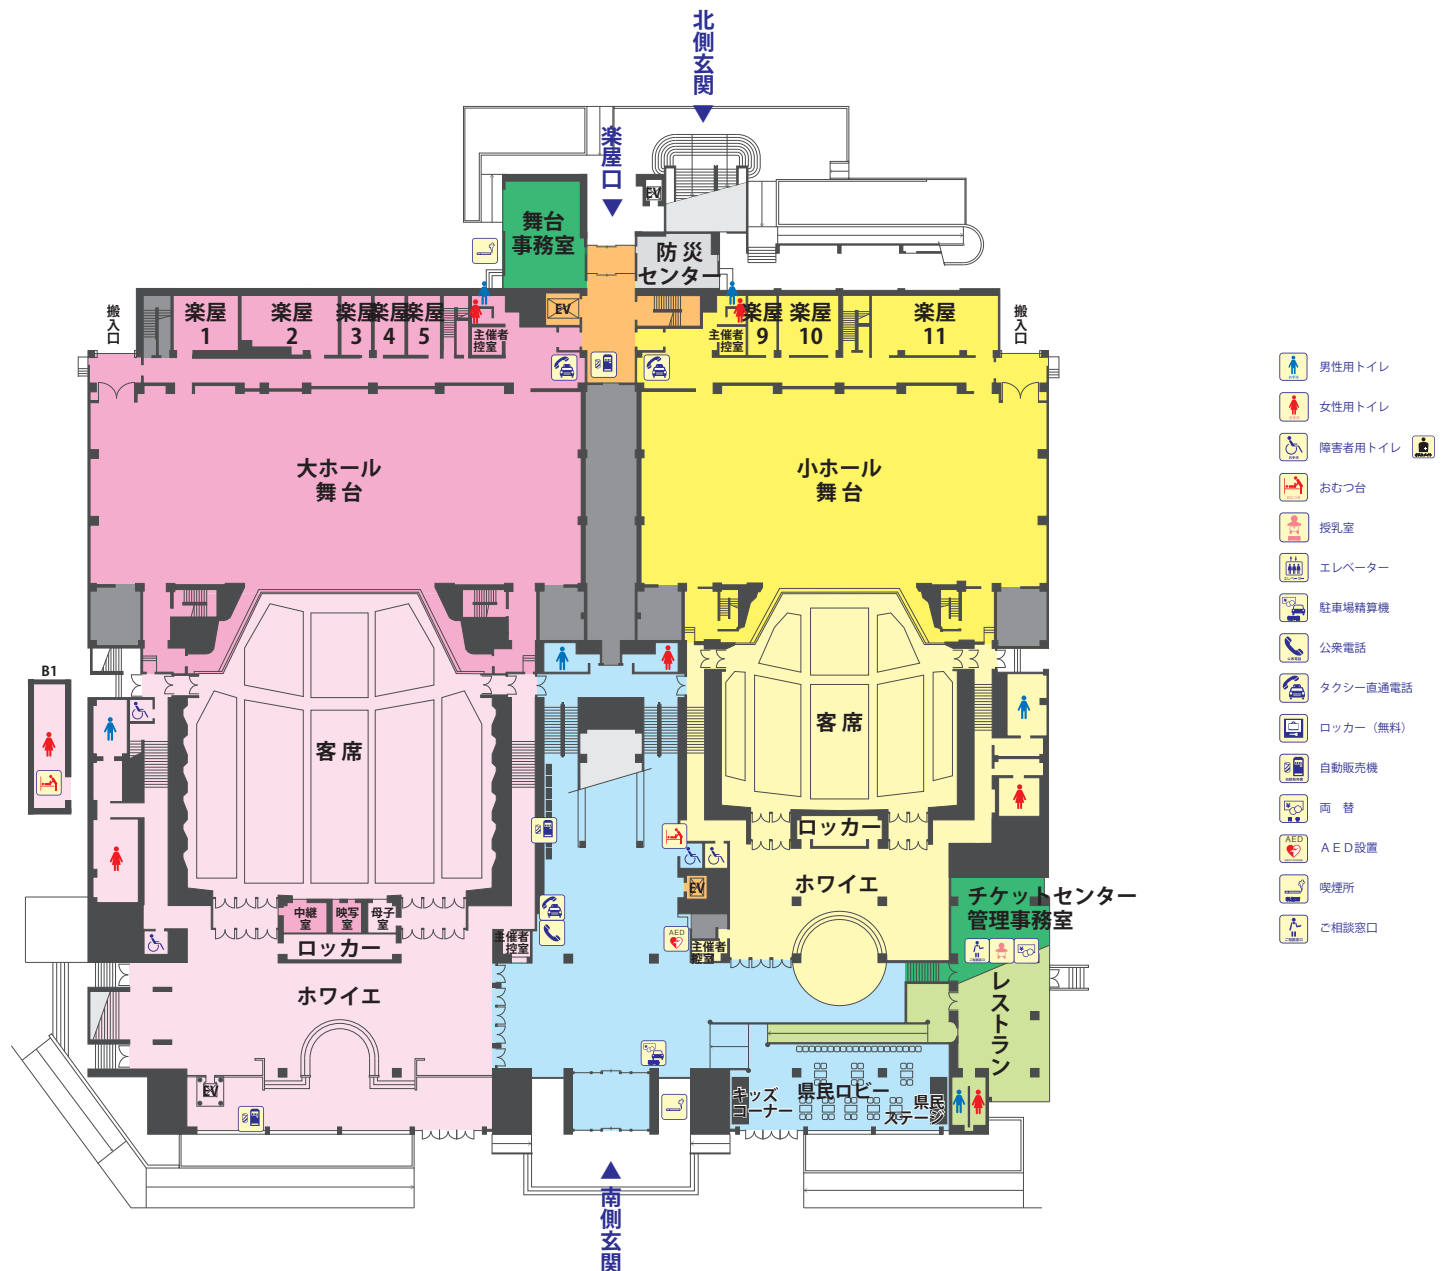 北側玄関
楽屋口
EV
舞台
事務室
防 災
センター
搬入口
楽屋
1
楽屋
2
楽屋
3
楽屋
4
楽屋
5
主催者
控室
EV
主催者
控室
楽屋
9
楽屋
10
楽屋
11
搬入口
大ホール
舞 台
小ホール
舞 台
B1
客 席
客 席
ロッカー
ホワイエ
EV
チケットセンター
管理事務室
中継
室
映写
室
母子
室
ロッカー
主催者
控室
AED
主催者
控室
ホワイエ
レストラン
EV
キッズ
コーナー
県民ロビー
県民
ステージ
南側玄関
男性用トイレ
女性用トイレ
障害者用トイレ
おむつ台
授乳室
エレベーター
駐車場精算機
公衆電話
タクシー直通電話
ロッカー（無料）
自動販売機
両　替
AED
ＡＥＤ設置
喫煙所
ご相談窓口